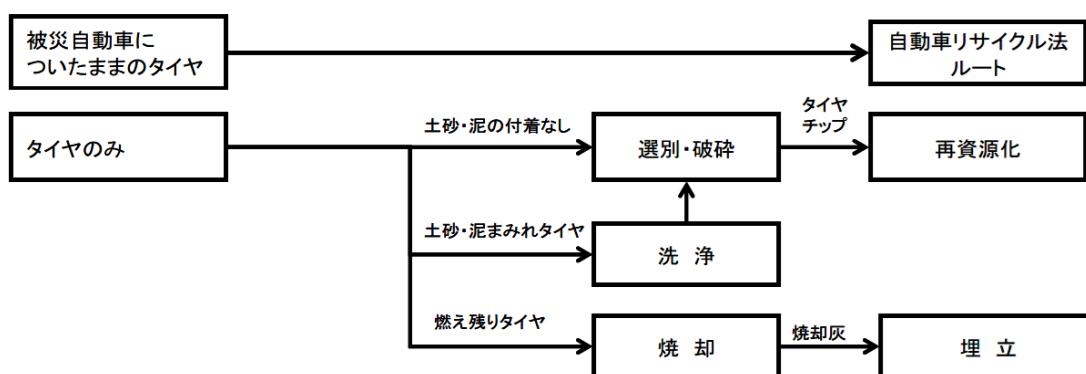 被災自動車に
ついたままのタイヤ
自動車リサイクル法
ルート
タイヤのみ
土砂・泥の付着なし
選別・破砕
タイヤ
チップ
再資源化
土砂・泥まみれタイヤ
洗 浄
燃え残りタイヤ
焼 却
焼却灰
埋 立